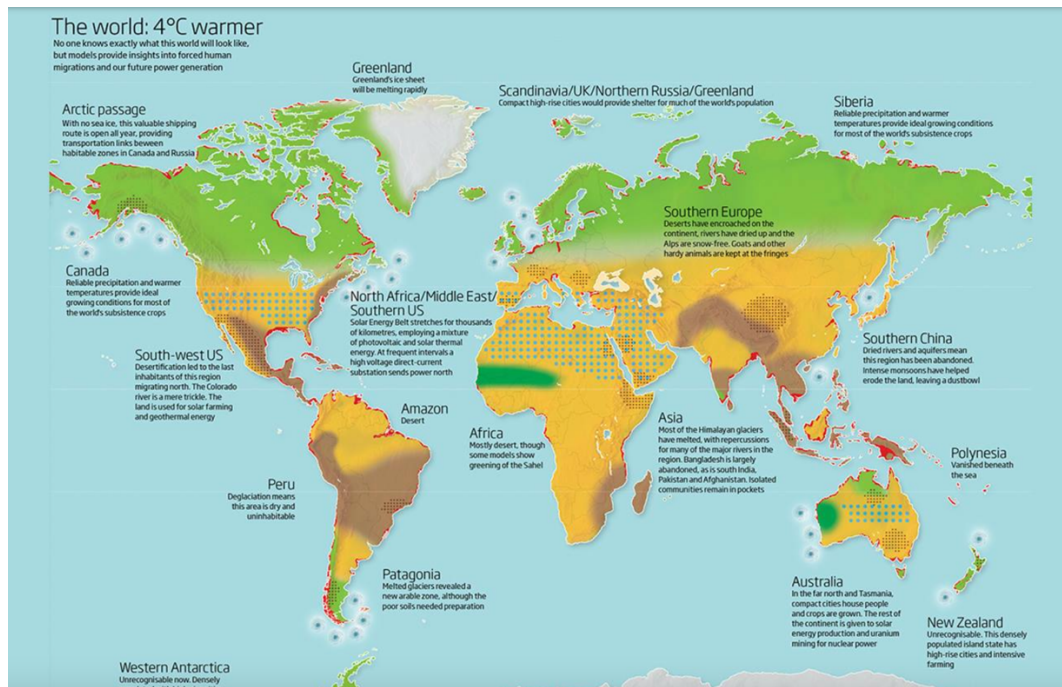 The world: 4°C warmer
No one knows exactly what this world will look like,
but models provide insights into forced human
migrations and our future power generation
Greenland
Greenland's ice sheet
will be melting rapidly
Scandinavia/UK/Northern Russia/Greenland
Compact high-rise cities would provide shelter for much of the world's population
Siberia
Reliable precipitation and warmer
temperatures provide ideal growing conditions
for most of the world's subsistence crops
Arctic passage
With no sea ice, this valuable shipping
route is open all year, providing
transportation links beween
habitable zones in Canada and Russia
Southern Europe
Deserts have encroached on the
continent, rivers have dried up and the
Alps are snow-free. Goats and other
hardy animals are kept at the fringes
Canada
Reliable precipitation and warmer
temperatures provide ideal
growing conditions for most of
the world's subsistence crops
North Africa/Middle East/
Southern US
Solar Energy Belt stretches for thousands
of kilometres, employing a mixture
of photovoltaic and solar thermal
energy. At frequent intervals a
high voltage direct-current
substation sends power north
South-west US
Desertification led to the last
inhabitants of this region
migrating north. The Colorado
river is a mere trickle. The
land is used for solar farming
and geothermal energy
Southern China
Dried rivers and aquifers mean
this region has been abandoned.
Intense monsoons have helped
erode the land, leaving a dustbowl
Amazon
Desert
Africa
Mostly desert, though
some models show
greening of the Sahel
Asia
Most of the Himalayan glaciers
have melted, with repercussions
for many of the major rivers in the
region. Bangladesh is largely
abandoned, as is south India,
Pakistan and Afghanistan. Isolated
communities remain in pockets
Polynesia
Vanished beneath
the sea
Peru
Deglaciation means
this area is dry and
uninhabitable
Patagonia
Melted glaciers revealed a
new arable zone, although the
poor soils needed preparation
Australia
In the far north and Tasmania,
compact cities house people
and crops are grown. The rest of
the continent is given to solar
energy production and uranium
mining for nuclear power
New Zealand
Unrecognisable. This densely
populated island state has
high-rise cities and intensive
farming
Western Antarctica
Unrecognisable now. Densely